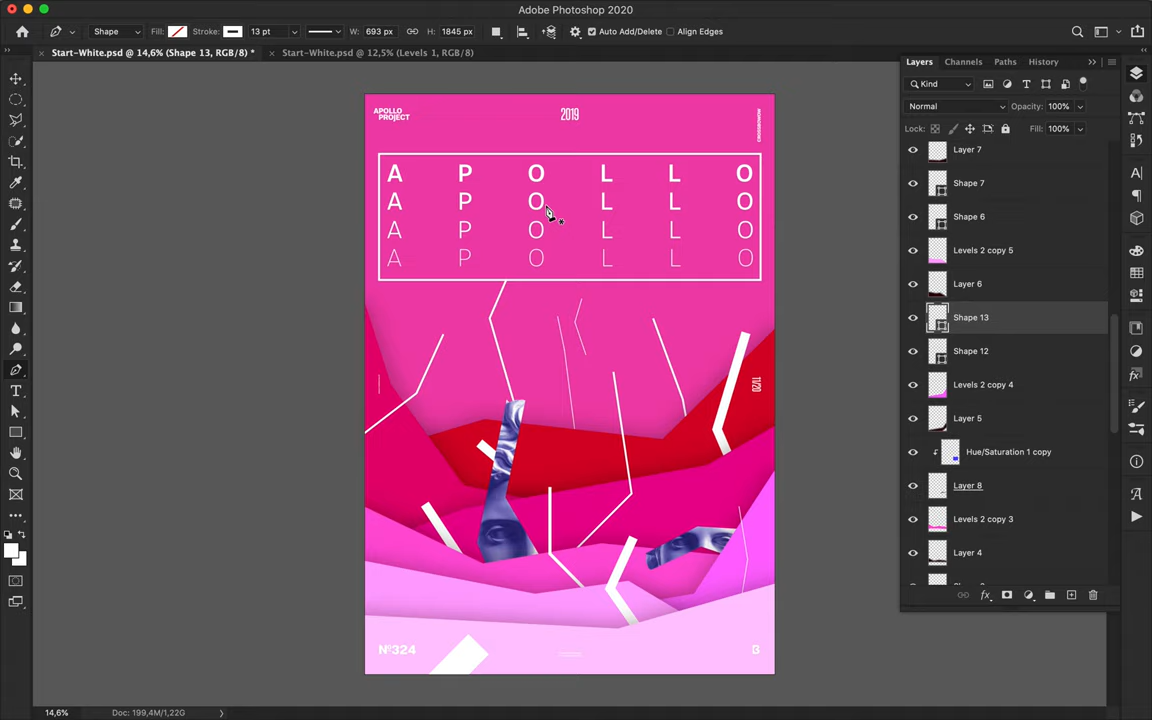 Adobe Photoshop 2020
Shape Fill: Stroke: 13 pt W: 693 px H: 1845 px Auto Add/Delete Align Edges
Start-White.psd @ 14,6% (Shape 13, RGB/8) * Start-White.psd @ 12,5% (Levels 1, RGB/8)
APOLLO
PROJECT
2019
A P O L L O
A P O L L O
A P O L L O
A P O L L O
11/20
Nº324
Layers Channels Paths History
Kind
Normal Opacity: 100%
Lock: Fill: 100%
Layer 7
Shape 7
Shape 6
Levels 2 copy 5
Layer 6
Shape 13
Shape 12
Levels 2 copy 4
Layer 5
Hue/Saturation 1 copy
Layer 8
Levels 2 copy 3
Layer 4
14,6% Doc: 199,4M/1,22G